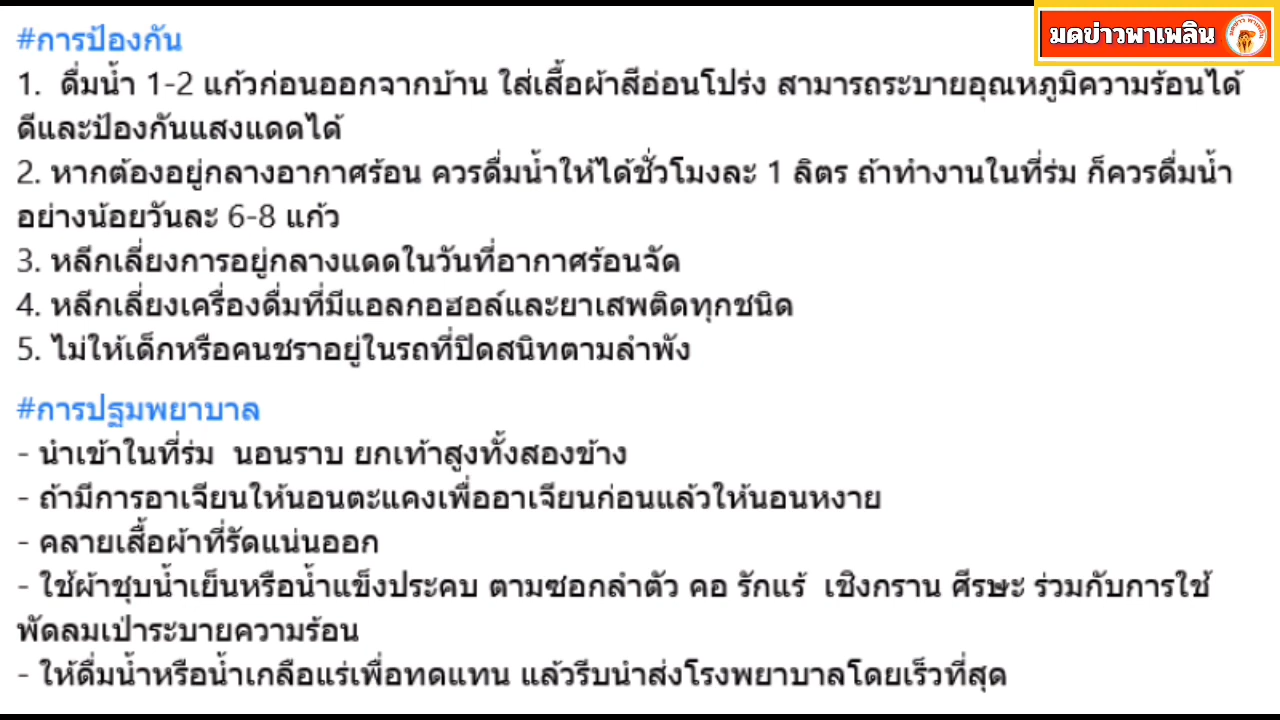 มดข่าวพาเพลิน
#การป้องกัน
1.  ดื่มน้ำ 1-2 แก้วก่อนออกจากบ้าน ใส่เสื้อผ้าสีอ่อนโปร่ง สามารถระบายอุณหภูมิความร้อนได้
ดีและป้องกันแสงแดดได้
2. หากต้องอยู่กลางอากาศร้อน ควรดื่มน้ำให้ได้ชั่วโมงละ 1 ลิตร ถ้าทำงานในที่ร่ม ก็ควรดื่มน้ำ
อย่างน้อยวันละ 6-8 แก้ว
3. หลีกเลี่ยงการอยู่กลางแดดในวันที่อากาศร้อนจัด
4. หลีกเลี่ยงเครื่องดื่มที่มีแอลกอฮอล์และยาเสพติดทุกชนิด
5. ไม่ให้เด็กหรือคนชราอยู่ในรถที่ปิดสนิทตามลำพัง
#การปฐมพยาบาล
- นำเข้าในที่ร่ม  นอนราบ ยกเท้าสูงทั้งสองข้าง
- ถ้ามีการอาเจียนให้นอนตะแคงเพื่ออาเจียนก่อนแล้วให้นอนหงาย
- คลายเสื้อผ้าที่รัดแน่นออก
- ใช้ผ้าชุบน้ำเย็นหรือน้ำแข็งประคบ ตามซอกลำตัว คอ รักแร้  เชิงกราน ศีรษะ ร่วมกับการใช้
พัดลมเป่าระบายความร้อน
- ให้ดื่มน้ำหรือน้ำเกลือแร่เพื่อทดแทน แล้วรีบนำส่งโรงพยาบาลโดยเร็วที่สุด